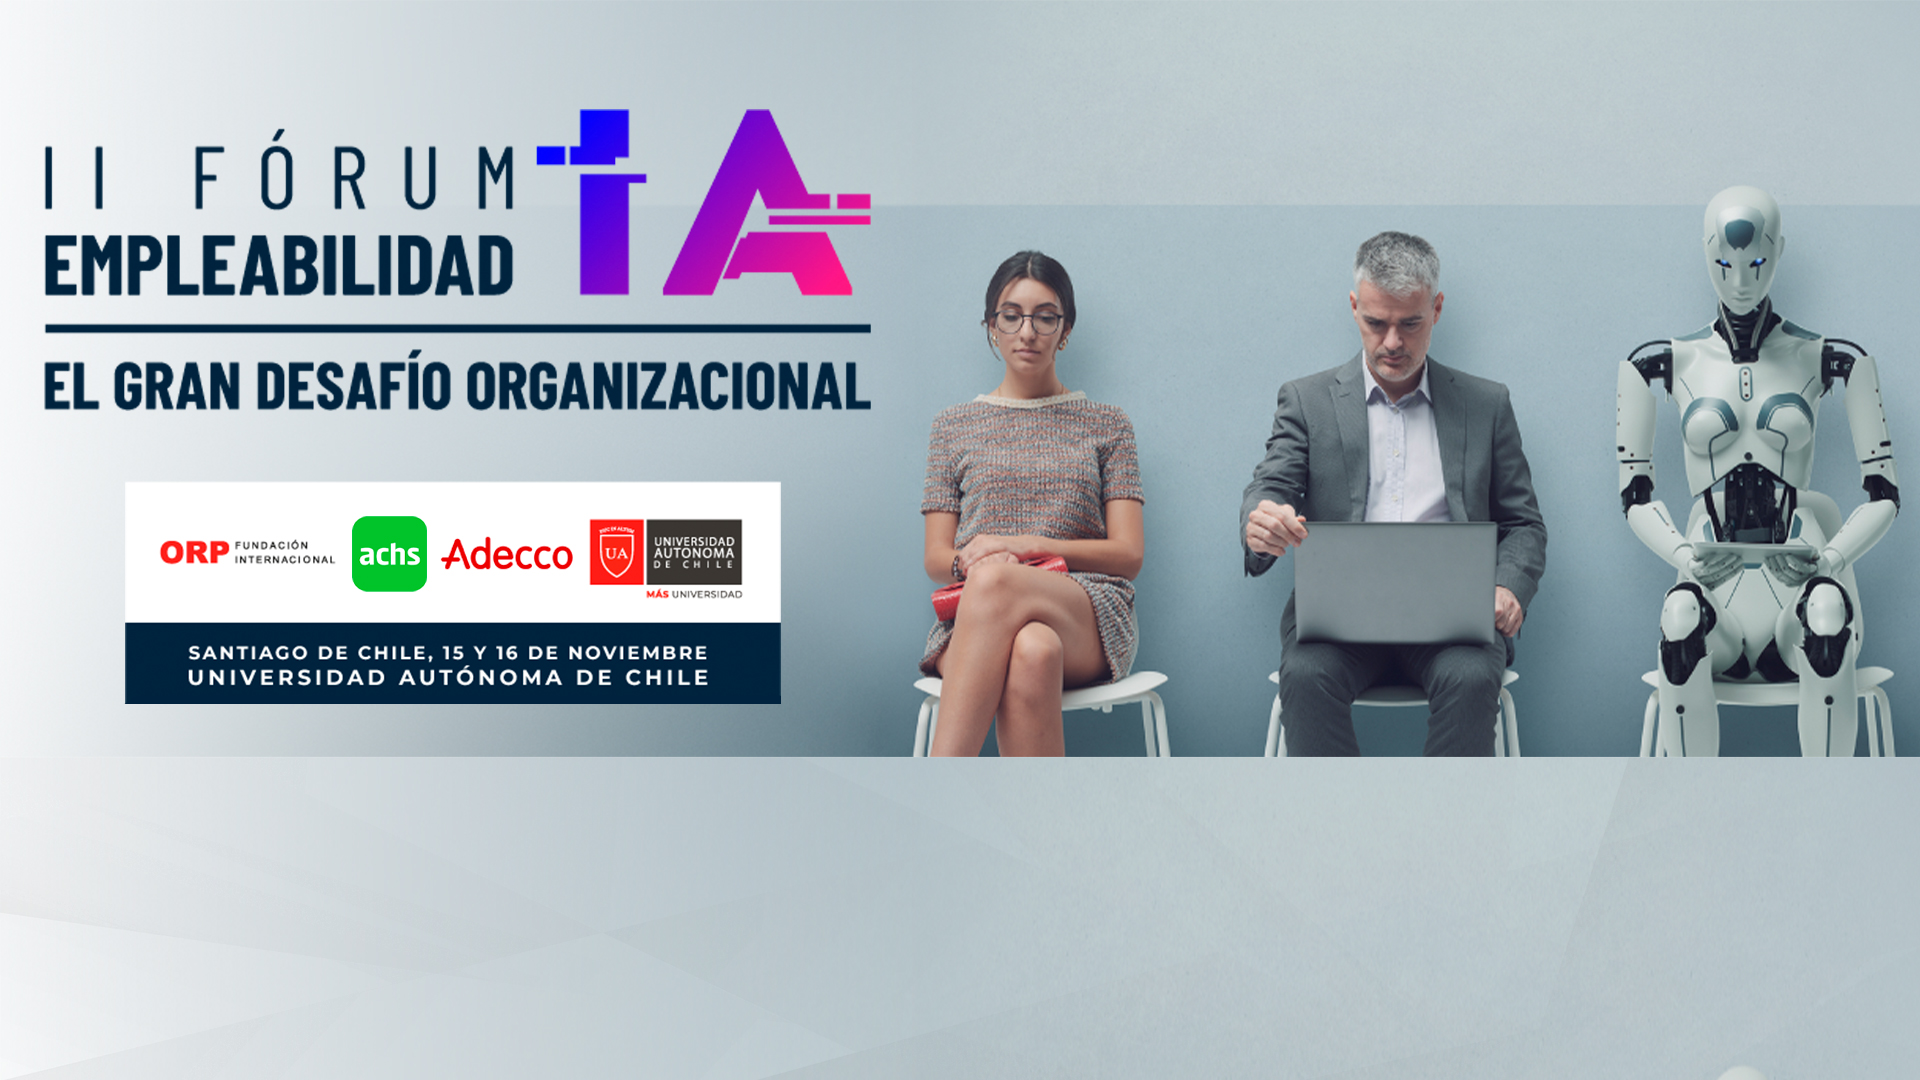 II FÓRUM
EMPLEABILIDAD IA
EL GRAN DESAFÍO ORGANIZACIONAL
ORP FUNDACIÓN INTERNACIONAL
achs
Adecco
UA
UNIVERSIDAD
AUTONOMA
DE CHILE
MÁS UNIVERSIDAD
SANTIAGO DE CHILE, 15 Y 16 DE NOVIEMBRE
UNIVERSIDAD AUTÓNOMA DE CHILE